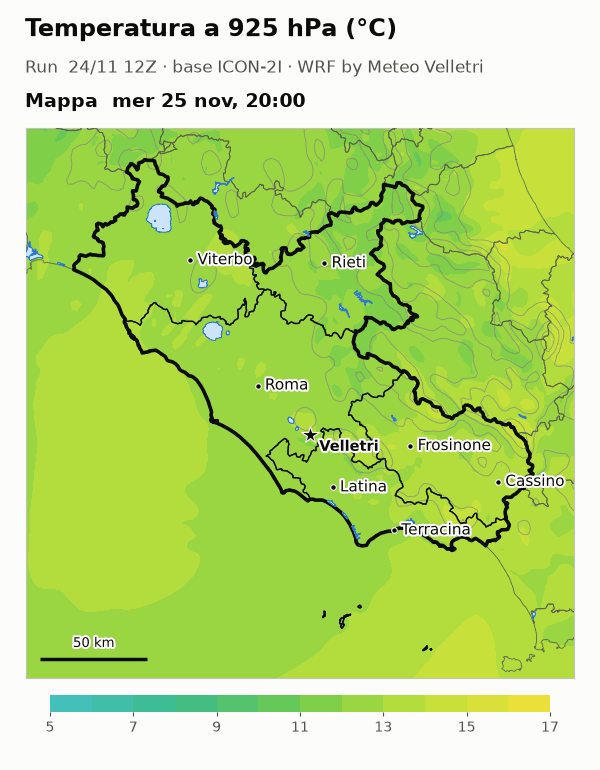 Temperatura a 925 hPa (°C)
Run  24/11 12Z · base ICON-2I · WRF by Meteo Velletri
Mappa  mer 25 nov, 20:00
Viterbo
Rieti
Roma
Velletri
Frosinone
Latina
Cassino
Terracina
50 km
5 7 9 11 13 15 17